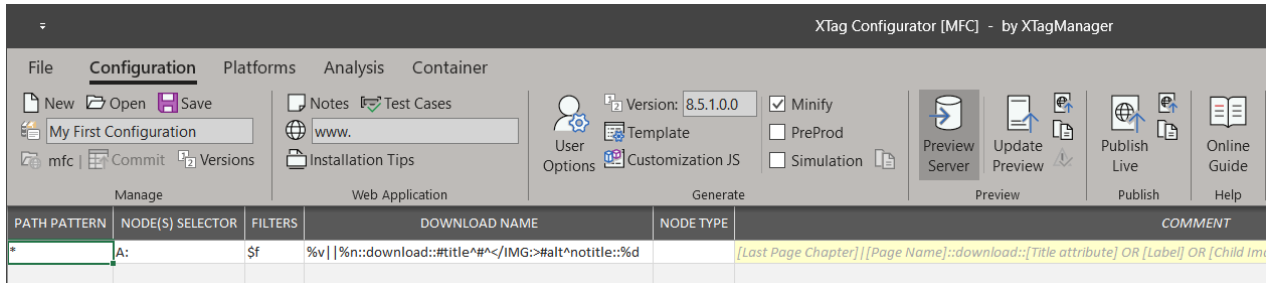 XTag Configurator [MFC] - by XTagManager
File Configuration Platforms Analysis Container
New Open Save Notes Test Cases Version: 8.5.1.0.0 Minify
My First Configuration www. Template PreProd
mfc | Commit Versions Installation Tips User Options Customization JS Simulation Preview Server Update Preview Publish Live Online Guide
Manage Web Application Generate Preview Publish Help
PATH PATTERN NODE(S) SELECTOR FILTERS DOWNLOAD NAME NODE TYPE COMMENT
* A: $f %v||%n::download::#title^#^</IMG:>#alt^notitle::%d [Last Page Chapter]|[Page Name]::download::[Title attribute] OR [Label] OR [Child